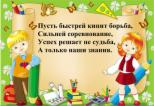 Пусть быстрей кипит борьба,
Сильней соревнование,
Успех решает не судьба,
А только наши знания.